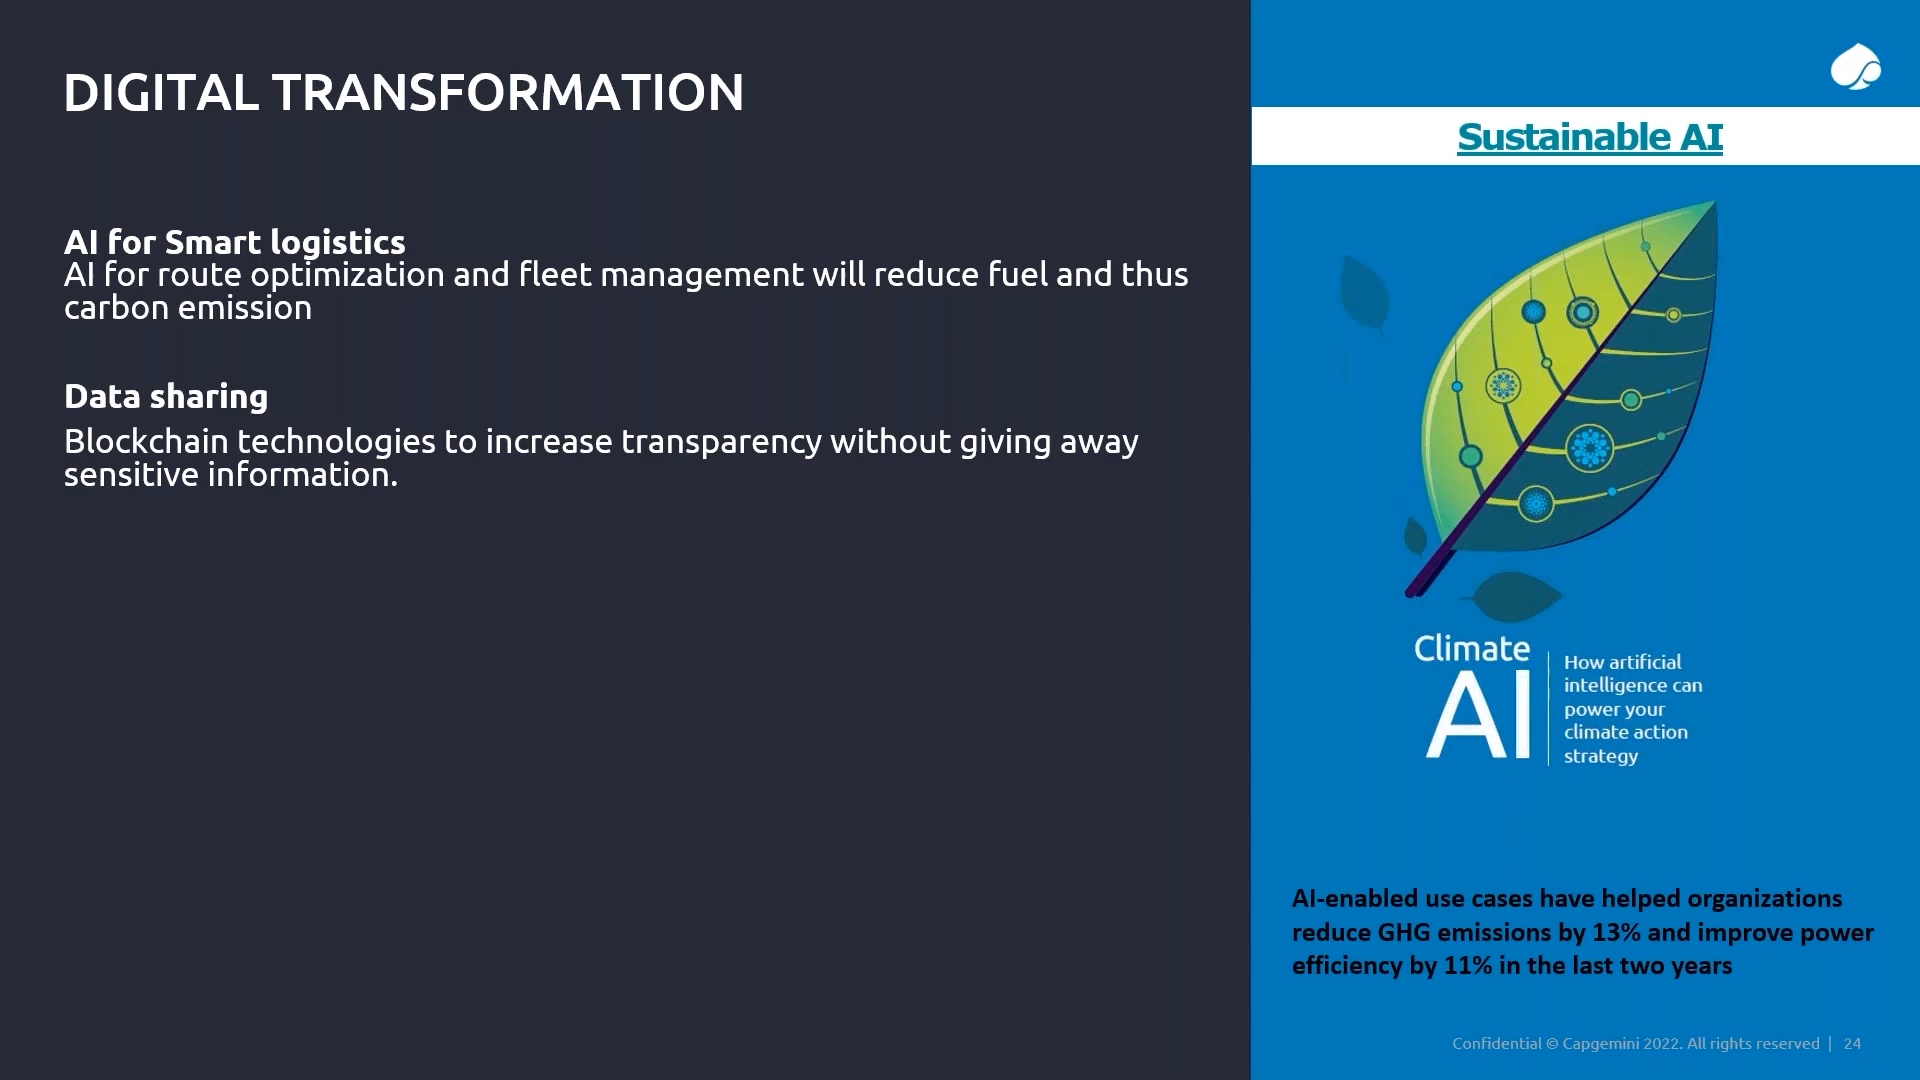 DIGITAL TRANSFORMATION
AI for Smart logistics
AI for route optimization and fleet management will reduce fuel and thus
carbon emission
Data sharing
Blockchain technologies to increase transparency without giving away
sensitive information.
Sustainable AI
Climate
AI
How artificial
intelligence can
power your
climate action
strategy
AI-enabled use cases have helped organizations
reduce GHG emissions by 13% and improve power
efficiency by 11% in the last two years
Confidential © Capgemini 2022. All rights reserved | 24